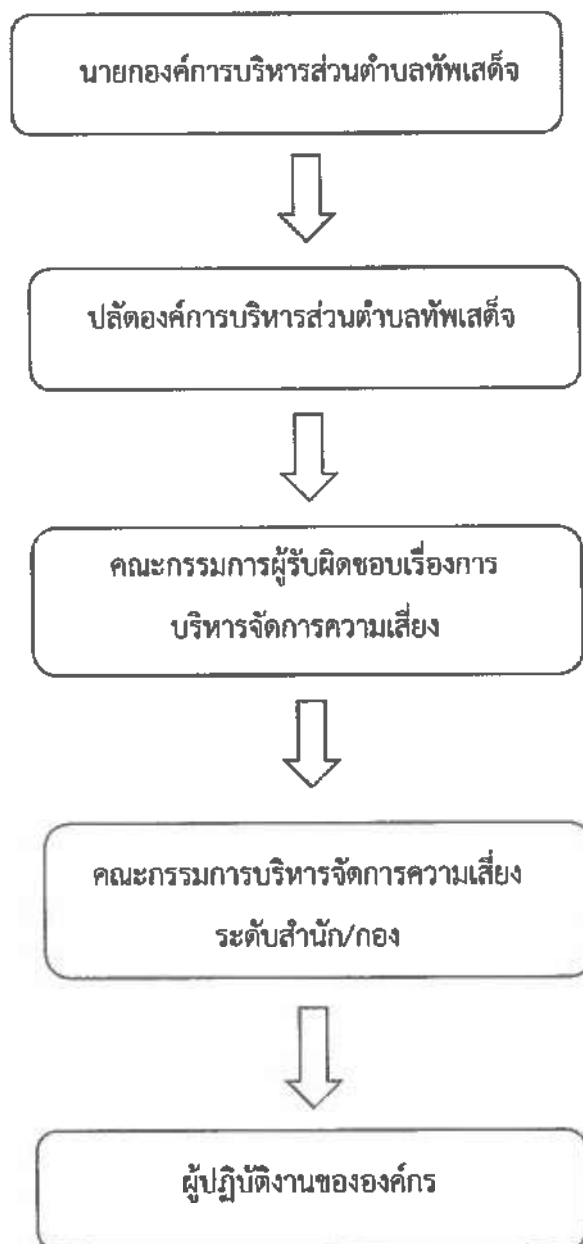 นายกองค์การบริหารส่วนตำบลทัพเสด็จ
ปลัดองค์การบริหารส่วนตำบลทัพเสด็จ
คณะกรรมการผู้รับผิดชอบเรื่องการ
บริหารจัดการความเสี่ยง
คณะกรรมการบริหารจัดการความเสี่ยง
ระดับสำนัก/กอง
ผู้ปฏิบัติงานขององค์กร